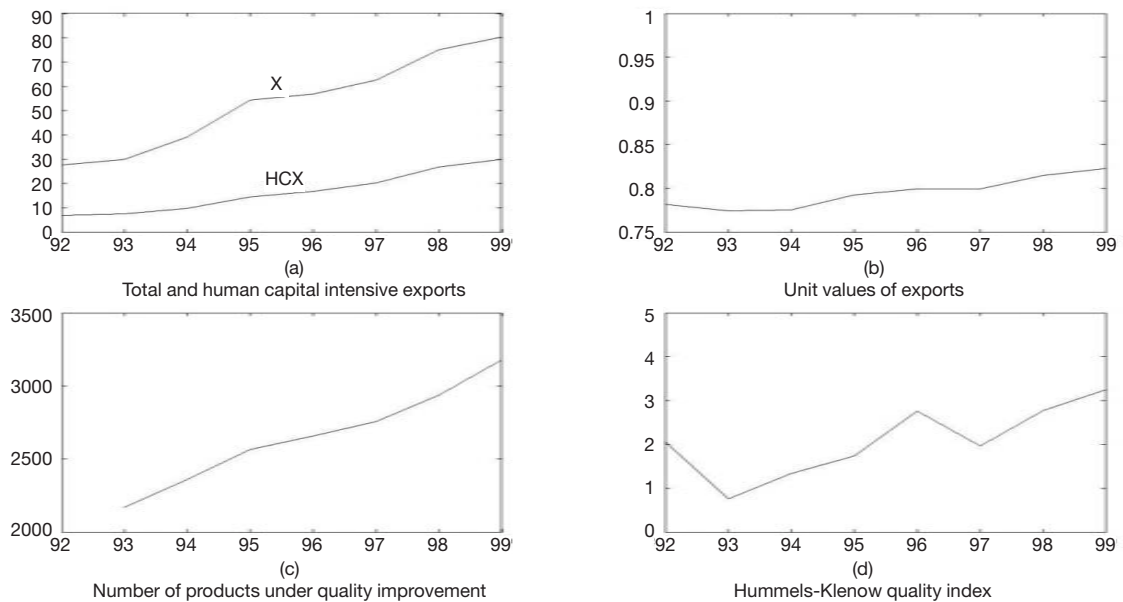 90
80
70
60
50
40
30
20
10
0
X
HCX
92 93 94 95 96 97 98 99
(a)
Total and human capital intensive exports
1
0.95
0.9
0.85
0.8
0.75
92 93 94 95 96 97 98 99
(b)
Unit values of exports
3500
3000
2500
2000
92 93 94 95 96 97 98 99
(c)
Number of products under quality improvement
5
4
3
2
1
0
92 93 94 95 96 97 98 99
(d)
Hummels-Klenow quality index